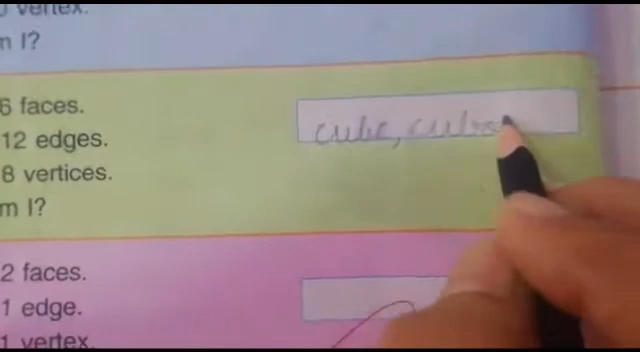 vertex.
m I?
6 faces.
12 edges.
8 vertices.
m I?
cube, cubo
2 faces.
1 edge.
1 vertex.